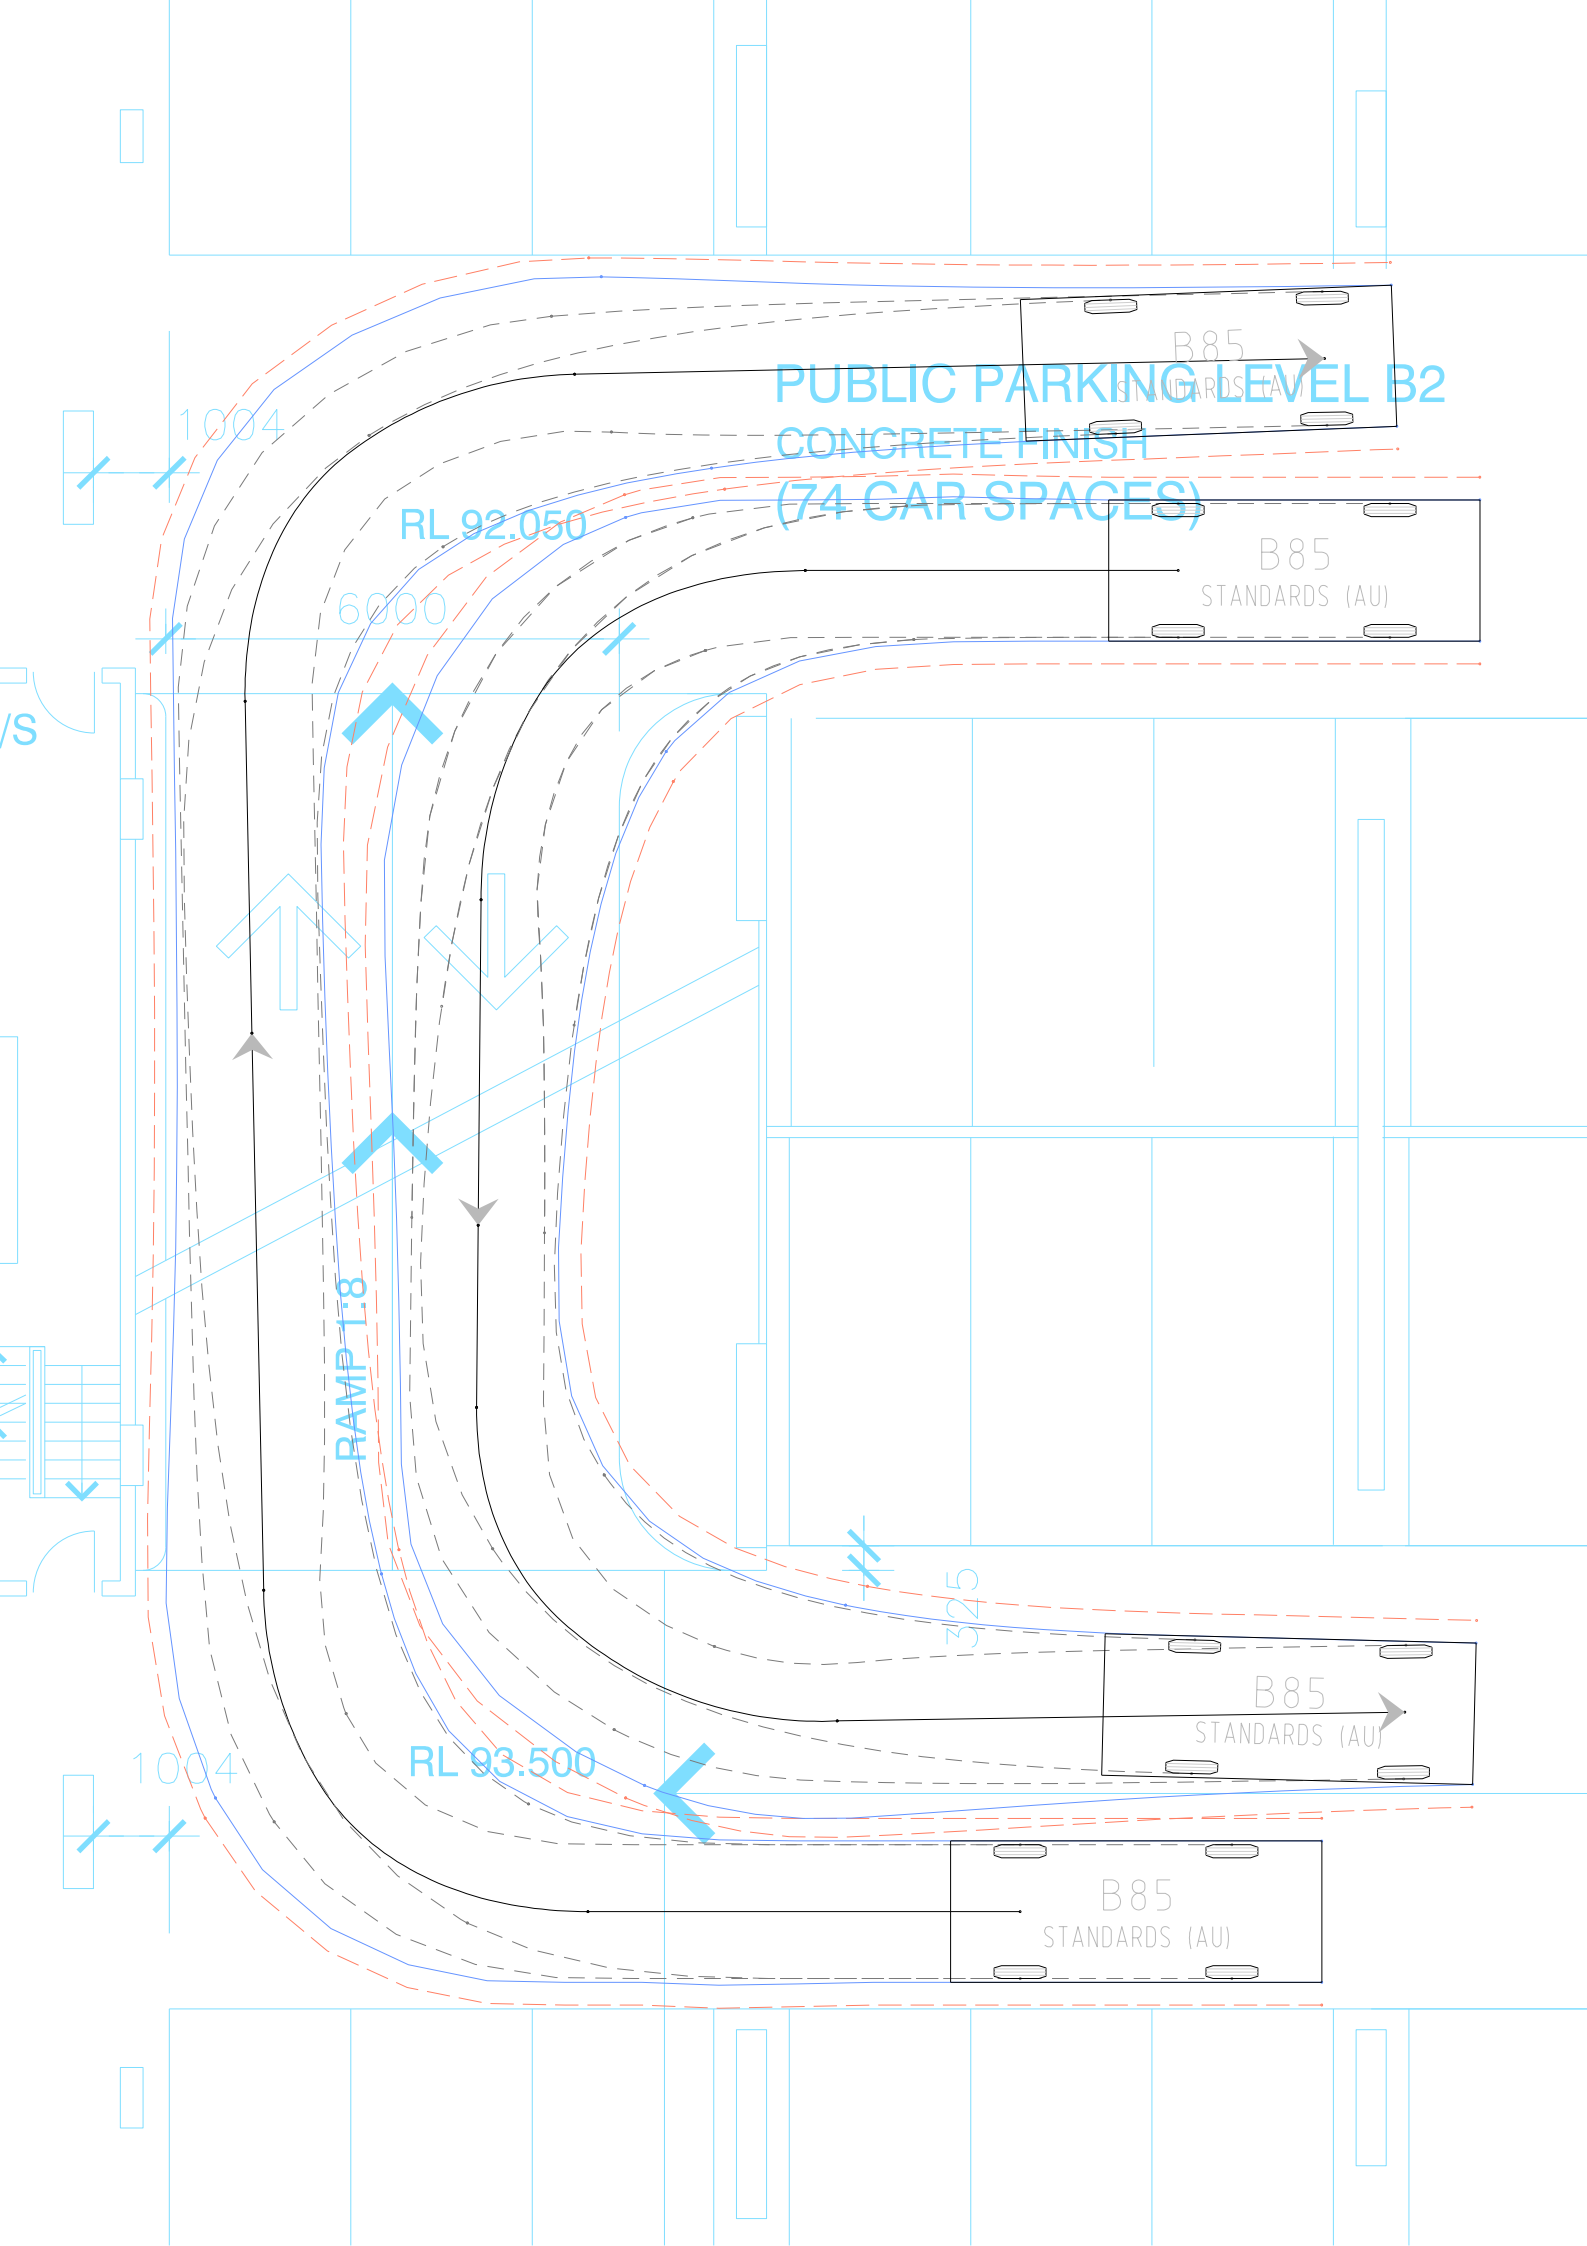 B85
STANDARDS (AU)
PUBLIC PARKING LEVEL B2
CONCRETE FINISH
(74 CAR SPACES)
1004
RL 92.050
B85
STANDARDS (AU)
6000
/S
RAMP 1:8
325
B85
STANDARDS (AU)
RL 93.500
1004
B85
STANDARDS (AU)